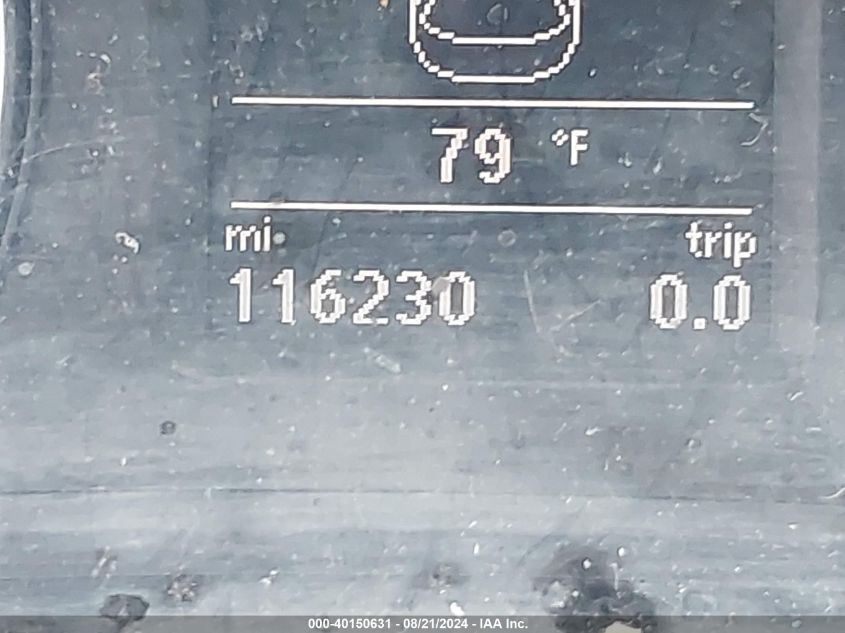 79 °F
mi. trip
116230 0.0
000-40150631 - 08/21/2024 - IAA Inc.